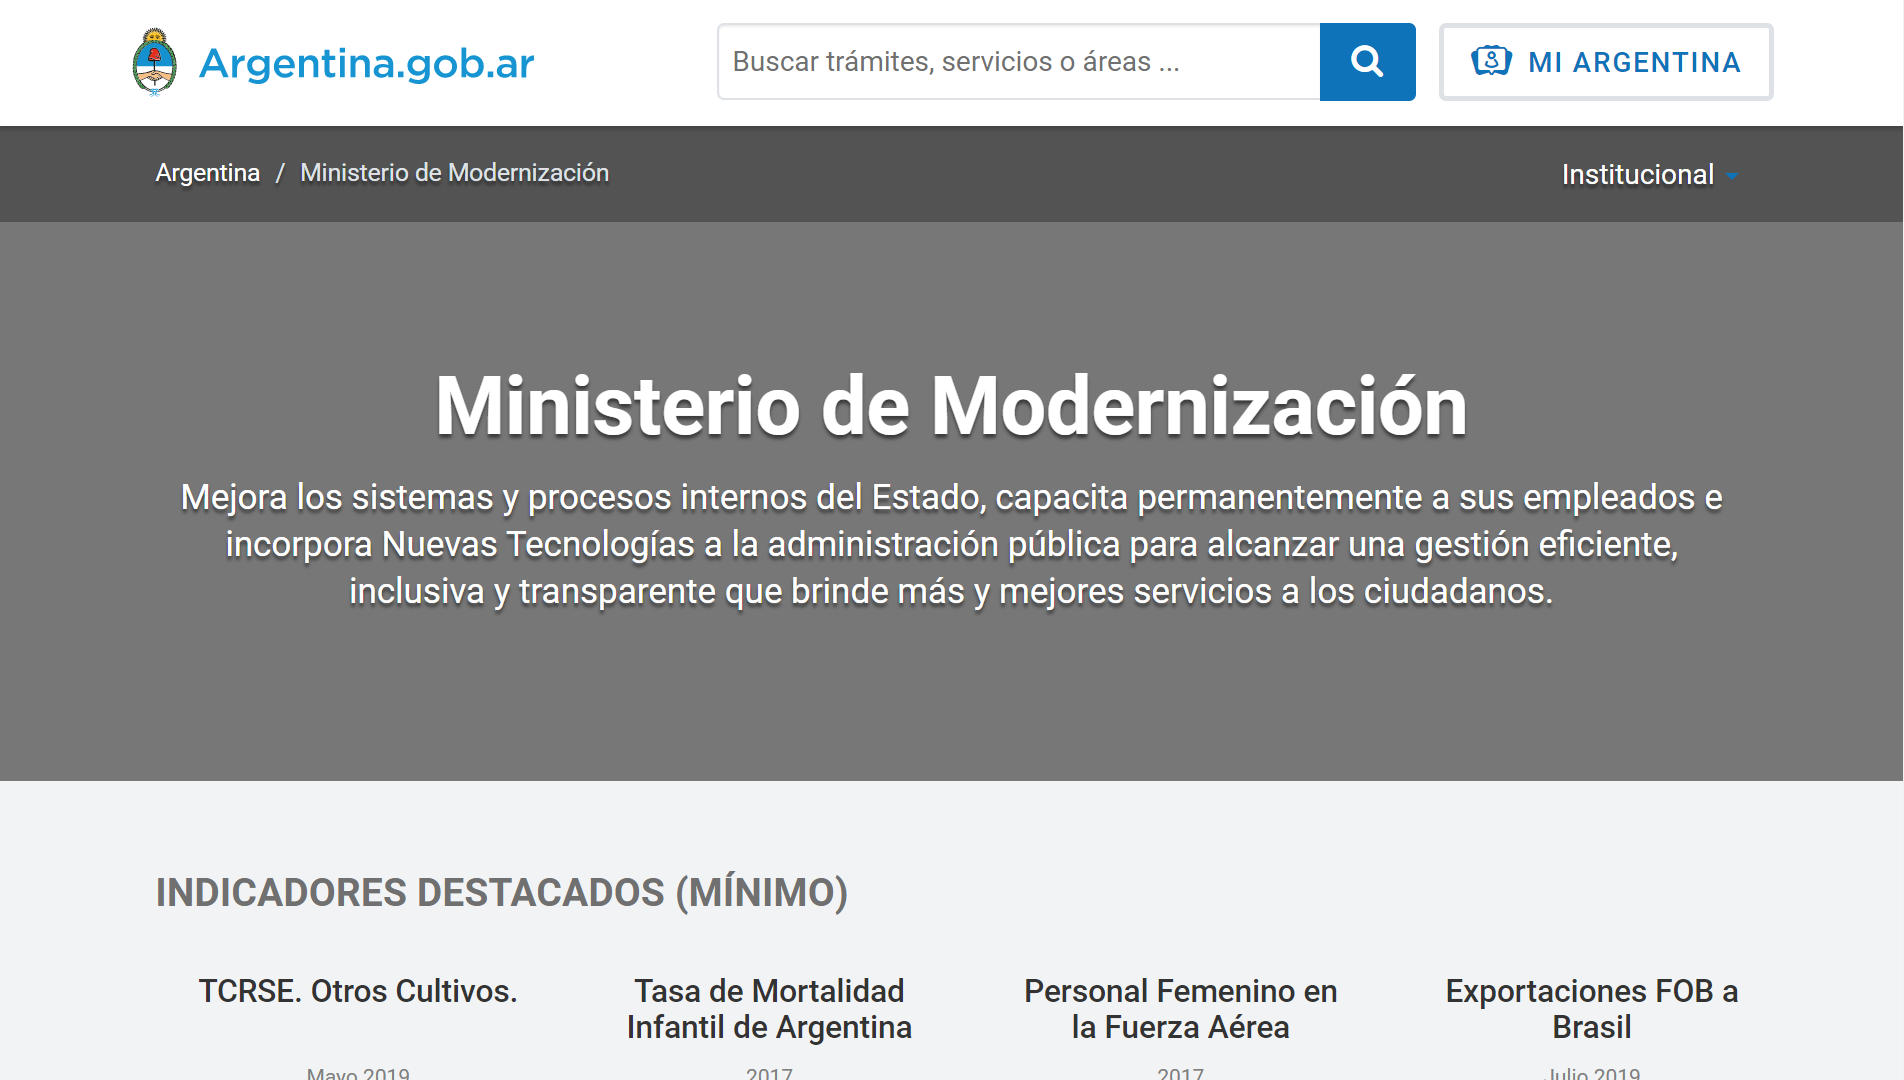 Argentina.gob.ar
Buscar trámites, servicios o áreas ...
MI ARGENTINA
Argentina / Ministerio de Modernización
Institucional
Ministerio de Modernización
Mejora los sistemas y procesos internos del Estado, capacita permanentemente a sus empleados e
incorpora Nuevas Tecnologías a la administración pública para alcanzar una gestión eficiente,
inclusiva y transparente que brinde más y mejores servicios a los ciudadanos.
INDICADORES DESTACADOS (MÍNIMO)
TCRSE. Otros Cultivos.
Mayo 2019
Tasa de Mortalidad
Infantil de Argentina
2017
Personal Femenino en
la Fuerza Aérea
2017
Exportaciones FOB a
Brasil
Julio 2019